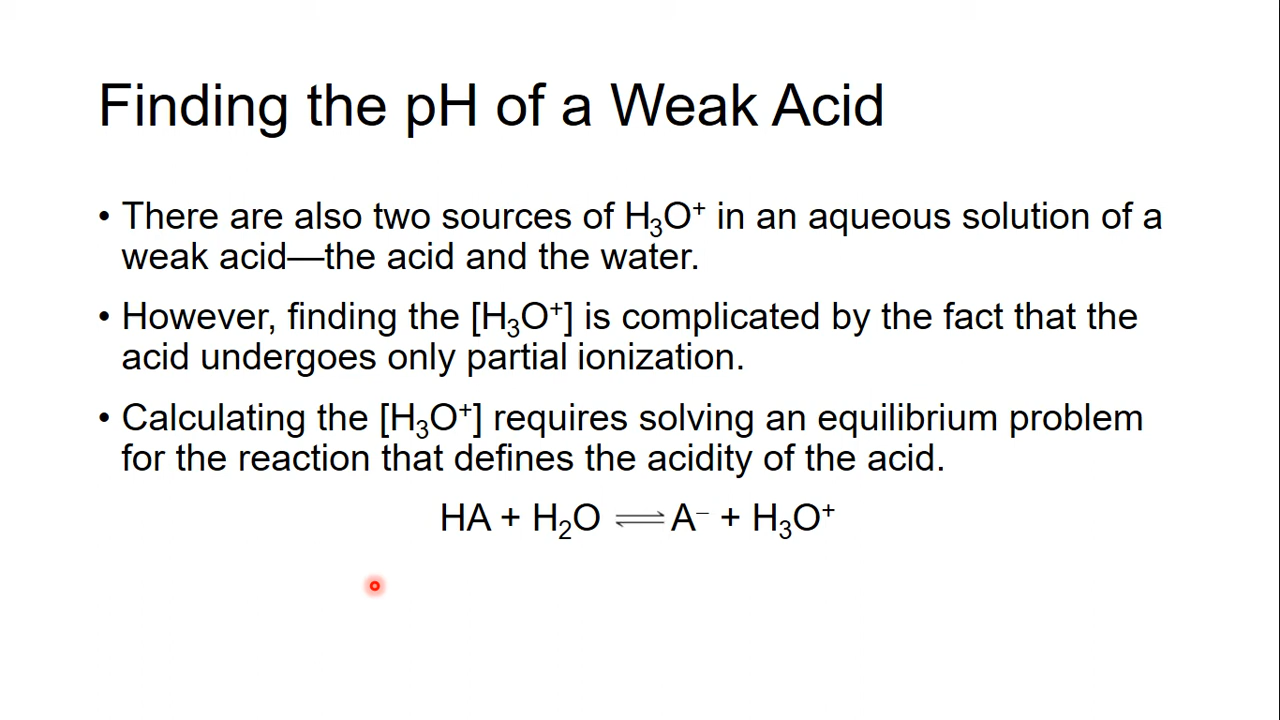 Finding the pH of a Weak Acid
• There are also two sources of H₃O⁺ in an aqueous solution of a
weak acid—the acid and the water.
• However, finding the [H₃O⁺] is complicated by the fact that the
acid undergoes only partial ionization.
• Calculating the [H₃O⁺] requires solving an equilibrium problem
for the reaction that defines the acidity of the acid.
HA + H₂O ⇌ A⁻ + H₃O⁺